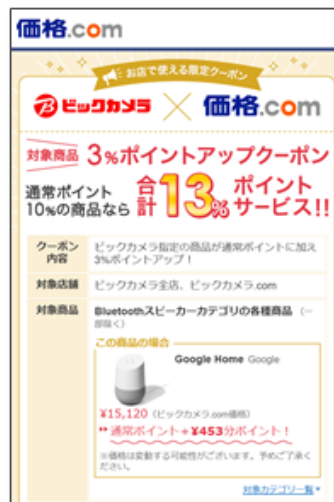 価格.com
お店で使える限定クーポン
ビックカメラ × 価格.com
対象商品 3%ポイントアップクーポン
通常ポイント
10%の商品なら 合計13%ポイントサービス!!
クーポン内容
ビックカメラ指定の商品が通常ポイントに加え
3%ポイントアップ！
対象店舗
ビックカメラ全店、ビックカメラ.com
対象商品
Bluetoothスピーカーカテゴリの各種商品（一
部除く）
この商品の場合
Google Home Google
¥15,120（ビックカメラ.com価格）
通常ポイント＋¥453分ポイント！
※価格は変動する可能性がございます。予めご了承く
ださい。
対象カテゴリ一覧